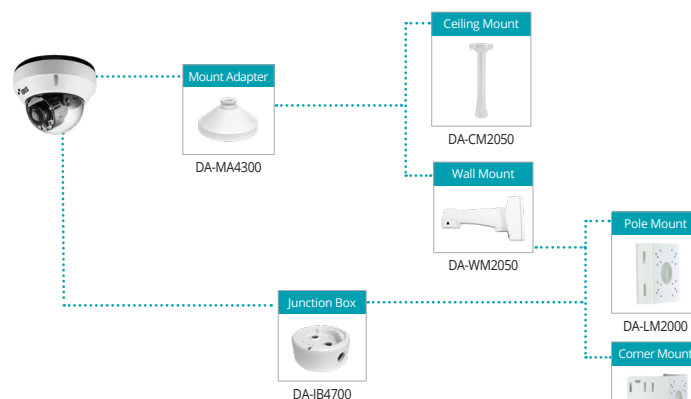 Ceiling Mount
DA-CM2050
Mount Adapter
DA-MA4300
Wall Mount
DA-WM2050
Pole Mount
DA-LM2000
Junction Box
DA-JB4700
Corner Mount